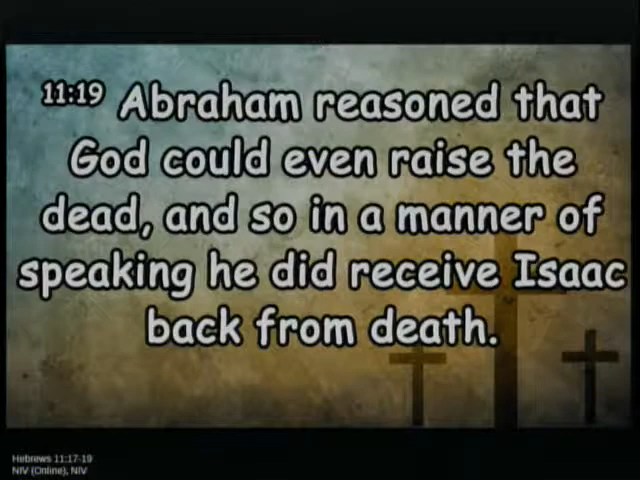 11:19 Abraham reasoned that
God could even raise the
dead, and so in a manner of
speaking he did receive Isaac
back from death.
Hebrews 11:17-19
NIV (Online), NIV